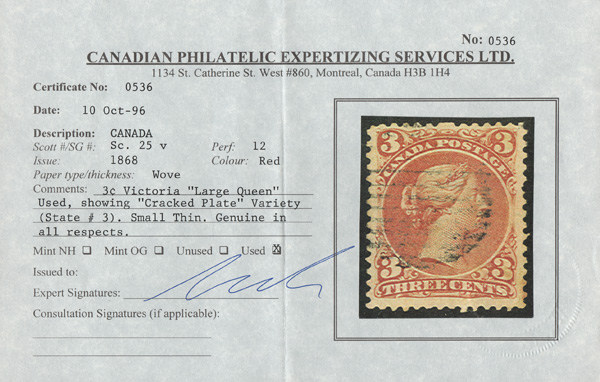 No: 0536
CANADIAN PHILATELIC EXPERTIZING SERVICES LTD.
1134 St. Catherine St. West #860, Montreal, Canada H3B 1H4
Certificate No: 0536
Date: 10 Oct-96
Description: CANADA
Scott #/SG #: Sc. 25 v Perf: 12
Issue: 1868 Colour: Red
Paper type/thickness: Wove
Comments: 3¢ Victoria "Large Queen"
Used, showing "Cracked Plate" Variety
(State # 3). Small Thin. Genuine in
all respects.
Mint NH ☐ Mint OG ☐ Unused ☐ Used ☒
Issued to:
Expert Signatures:
Consultation Signatures (if applicable):
3 3
CANADA POSTAGE
3 3
THREE CENTS